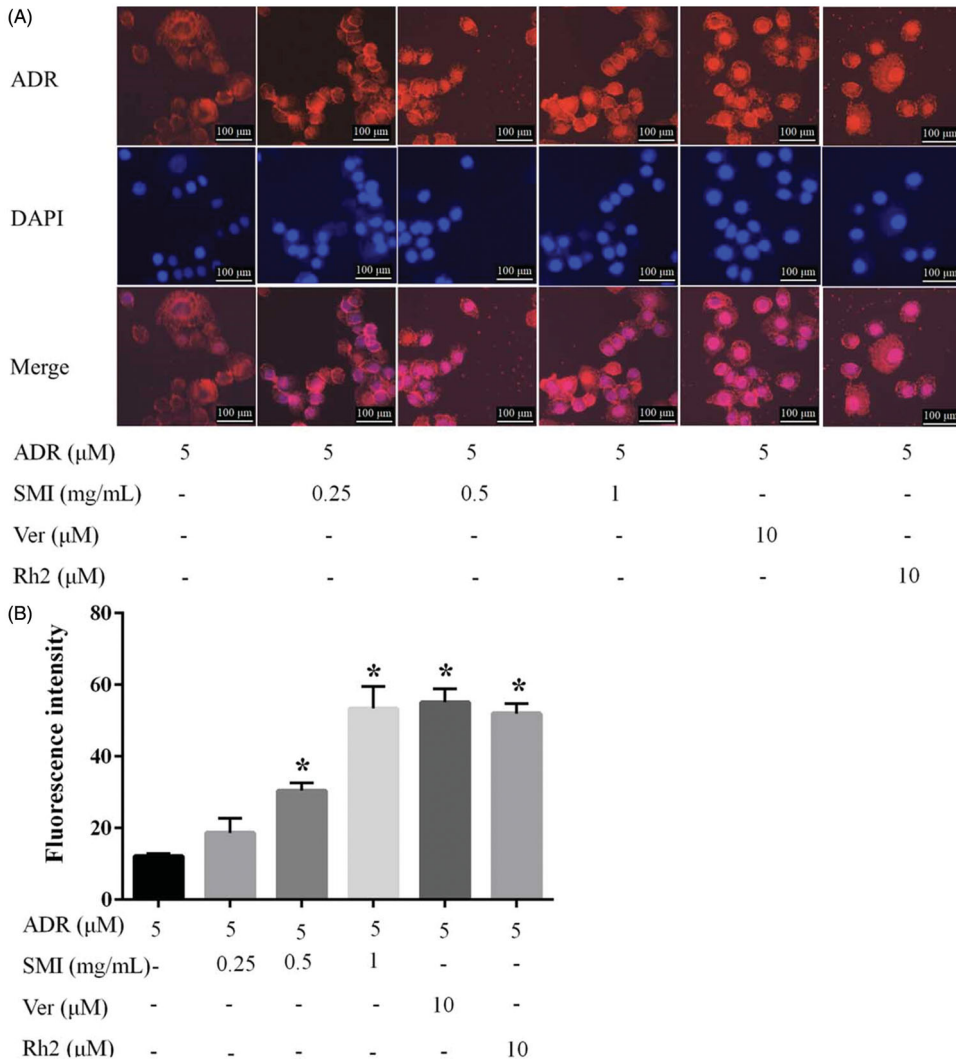 (A)
ADR
100 μm 100 μm 100 μm 100 μm 100 μm 100 μm
DAPI
100 μm 100 μm 100 μm 100 μm 100 μm 100 μm
Merge
100 μm 100 μm 100 μm 100 μm 100 μm 100 μm
ADR (μM) 5 5 5 5 5 5
SMI (mg/mL) - 0.25 0.5 1 - -
Ver (μM) - - - - 10 -
Rh2 (μM) - - - - - 10
(B)
Fluorescence intensity
80
60
40
20
0
* * * *
ADR (μM) 5 5 5 5 5 5
SMI (mg/mL)- 0.25 0.5 1 - -
Ver (μM) - - - - 10 -
Rh2 (μM) - - - - - 10